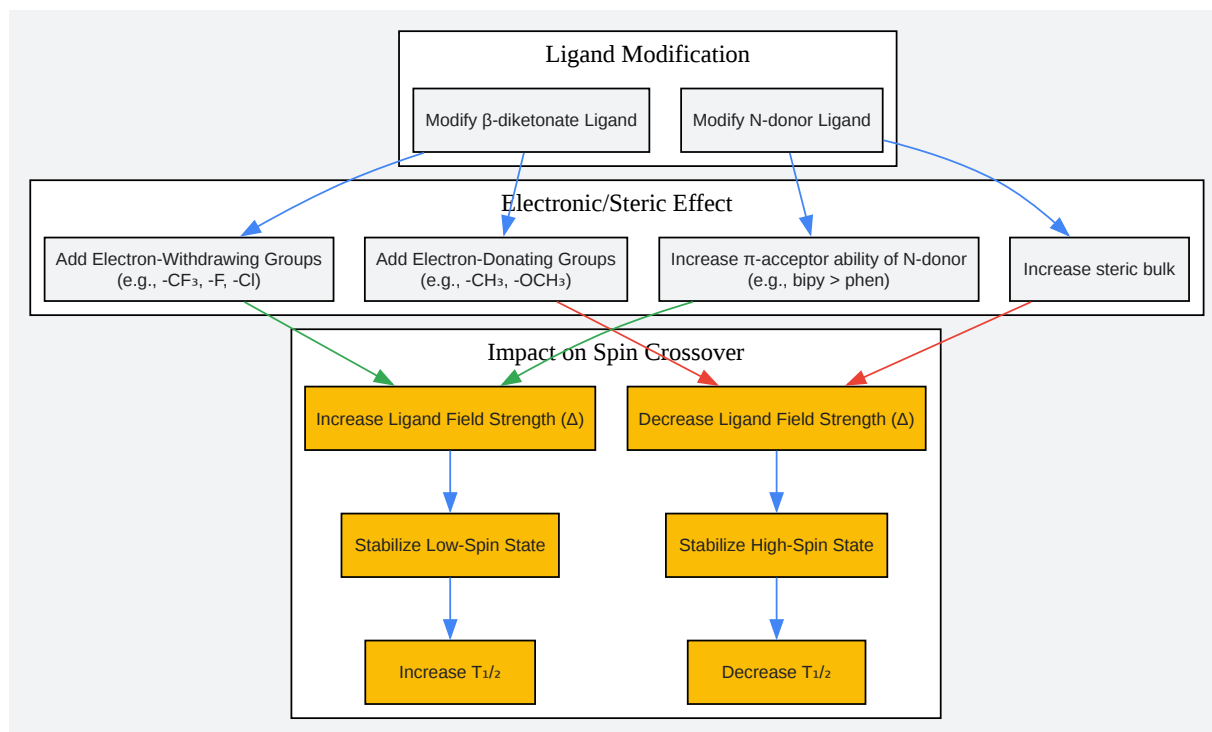 Ligand Modification
Modify β-diketonate Ligand
Modify N-donor Ligand
Electronic/Steric Effect
Add Electron-Withdrawing Groups
(e.g., -CF₃, -F, -Cl)
Add Electron-Donating Groups
(e.g., -CH₃, -OCH₃)
Increase π-acceptor ability of N-donor
(e.g., bipy > phen)
Increase steric bulk
Impact on Spin Crossover
Increase Ligand Field Strength (Δ)
Decrease Ligand Field Strength (Δ)
Stabilize Low-Spin State
Stabilize High-Spin State
Increase T₁/₂
Decrease T₁/₂